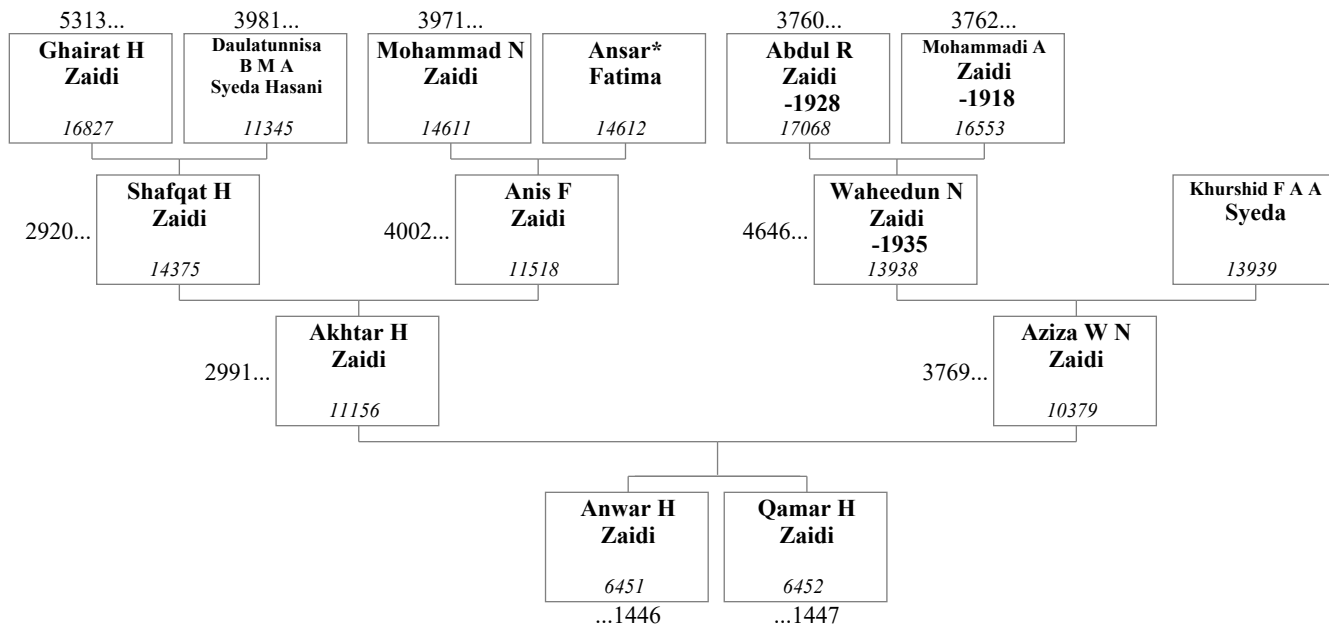 5313...
3981...
3971...
3760...
3762...
Ghairat H
Zaidi
16827
Daulatunnisa
B M A
Syeda Hasani
11345
Mohammad N
Zaidi
14611
Ansar*
Fatima
14612
Abdul R
Zaidi
-1928
17068
Mohammadi A
Zaidi
-1918
16553
2920...
Shafqat H
Zaidi
14375
4002...
Anis F
Zaidi
11518
4646...
Waheedun N
Zaidi
-1935
13938
Khurshid F A A
Syeda
13939
2991...
Akhtar H
Zaidi
11156
3769...
Aziza W N
Zaidi
10379
Anwar H
Zaidi
6451
...1446
Qamar H
Zaidi
6452
...1447